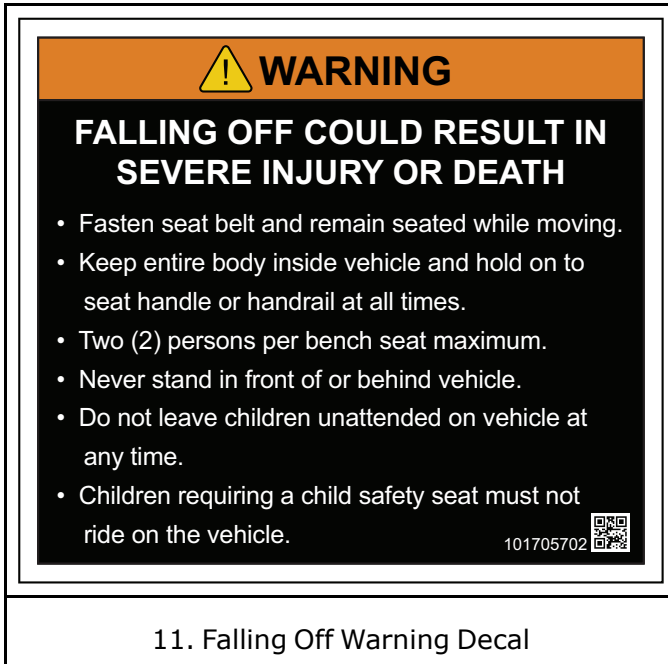 WARNING
FALLING OFF COULD RESULT IN
SEVERE INJURY OR DEATH
• Fasten seat belt and remain seated while moving.
• Keep entire body inside vehicle and hold on to
seat handle or handrail at all times.
• Two (2) persons per bench seat maximum.
• Never stand in front of or behind vehicle.
• Do not leave children unattended on vehicle at
any time.
• Children requiring a child safety seat must not
ride on the vehicle.
101705702
11. Falling Off Warning Decal